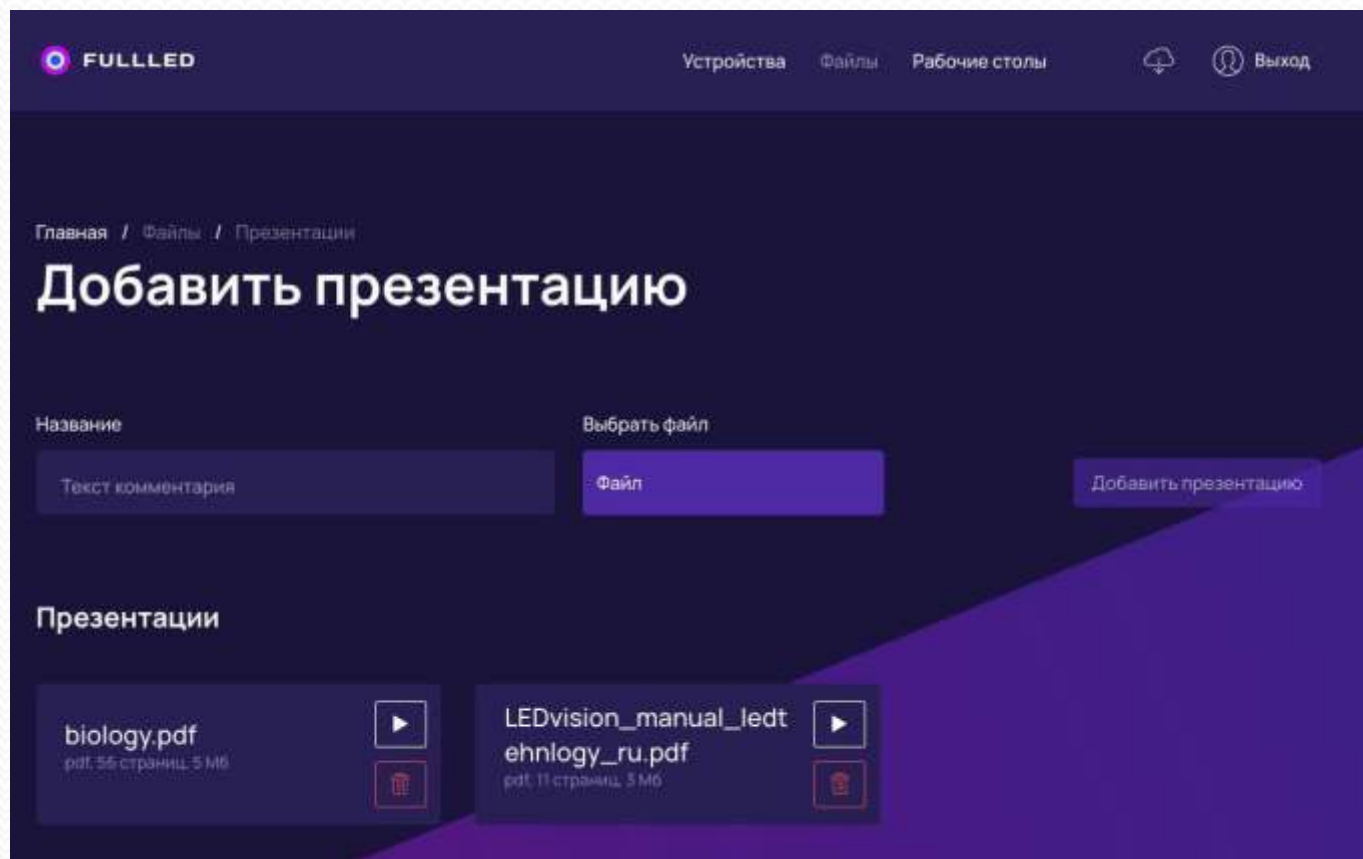 FULLLED
Устройства Файлы Рабочие столы Выход
Главная / Файлы / Презентации
Добавить презентацию
Название
Выбрать файл
Текст комментария
Файл
Добавить презентацию
Презентации
biology.pdf
pdf, 56 страниц, 5 Мб
LEDvision_manual_ledt
ehnlogy_ru.pdf
pdf, 11 страниц, 3 Мб